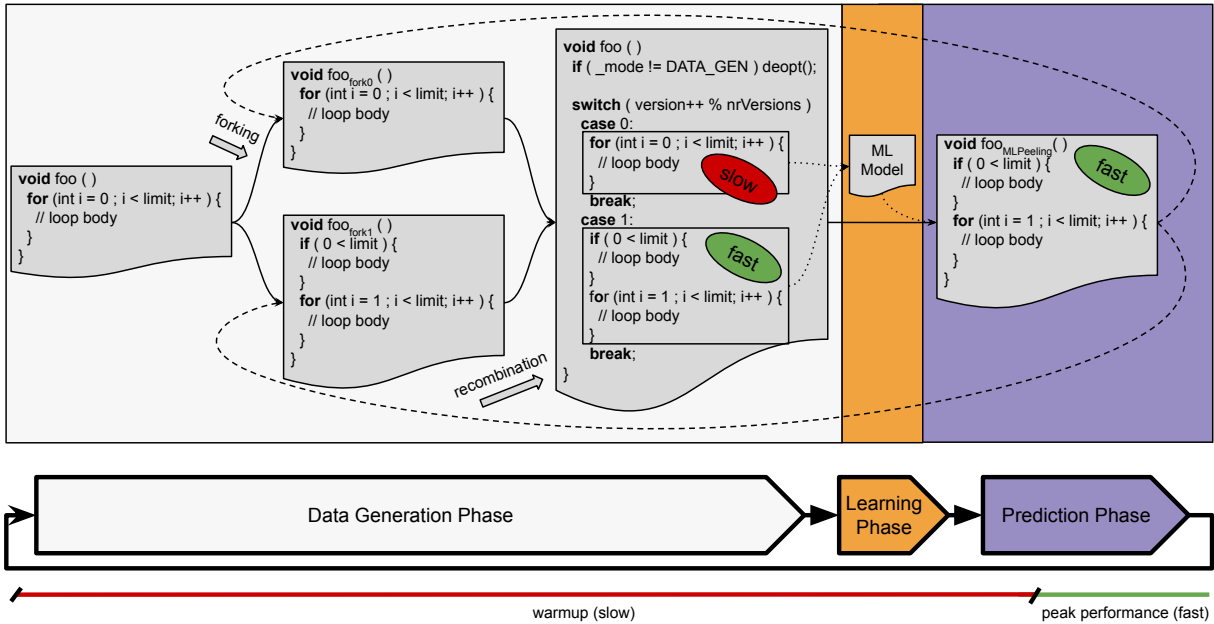 void foo ( )
for (int i = 0 ; i < limit; i++ ) {
// loop body
}
}
forking
void foofork0 ( )
for (int i = 0 ; i < limit; i++ ) {
// loop body
}
}
void foofork1 ( )
if ( 0 < limit ) {
// loop body
}
for (int i = 1 ; i < limit; i++ ) {
// loop body
}
}
recombination
void foo ( )
if ( _mode != DATA_GEN ) deopt();
switch ( version++ % nrVersions )
case 0:
for (int i = 0 ; i < limit; i++ ) {
// loop body
}
slow
break;
case 1:
if ( 0 < limit ) {
// loop body
}
fast
for (int i = 1 ; i < limit; i++ ) {
// loop body
}
break;
}
ML
Model
void fooMLPeeling( )
if ( 0 < limit ) {
// loop body
}
fast
for (int i = 1 ; i < limit; i++ ) {
// loop body
}
}
Data Generation Phase
Learning
Phase
Prediction Phase
warmup (slow)
peak performance (fast)